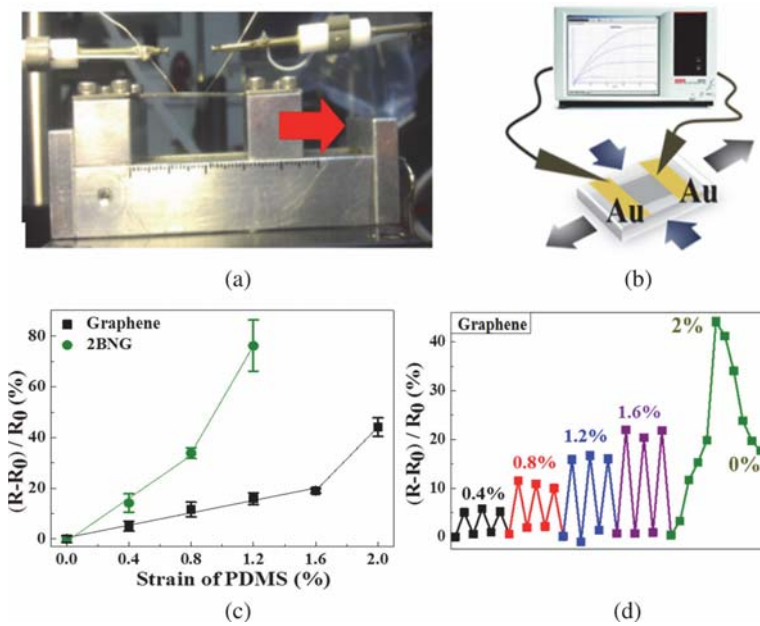 (a)
Au
Au
(b)
Graphene
2BNG
(R-R0) / R0 (%)
80
60
40
20
0
0.0
0.4
0.8
1.2
1.6
2.0
Strain of PDMS (%)
(c)
Graphene
(R-R0) / R0 (%)
40
30
20
10
0
0.4%
0.8%
1.2%
1.6%
2%
0%
(d)